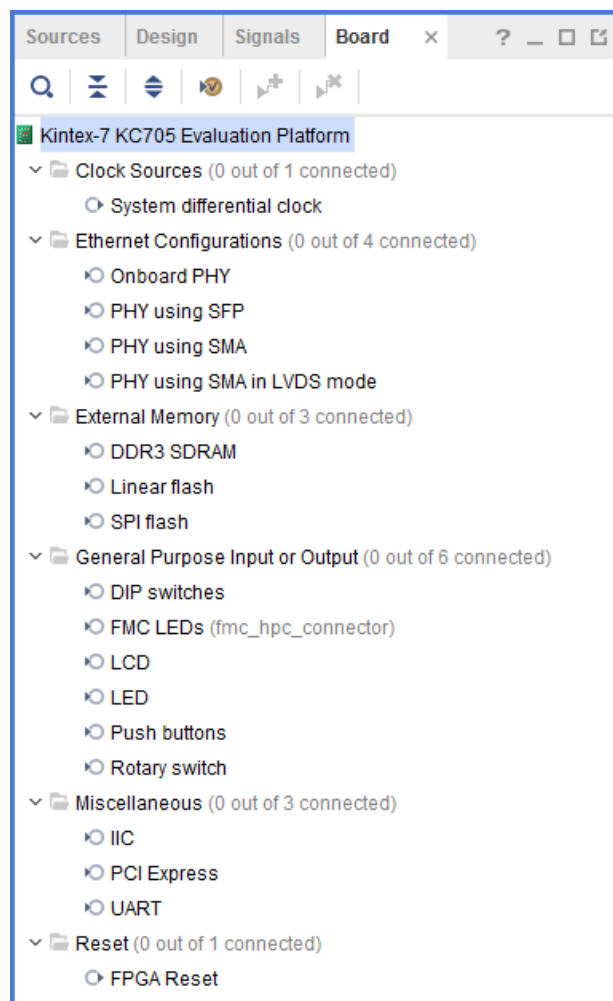 Sources Design Signals Board × ?
Kintex-7 KC705 Evaluation Platform
Clock Sources (0 out of 1 connected)
System differential clock
Ethernet Configurations (0 out of 4 connected)
Onboard PHY
PHY using SFP
PHY using SMA
PHY using SMA in LVDS mode
External Memory (0 out of 3 connected)
DDR3 SDRAM
Linear flash
SPI flash
General Purpose Input or Output (0 out of 6 connected)
DIP switches
FMC LEDs (fmc_hpc_connector)
LCD
LED
Push buttons
Rotary switch
Miscellaneous (0 out of 3 connected)
IIC
PCI Express
UART
Reset (0 out of 1 connected)
FPGA Reset